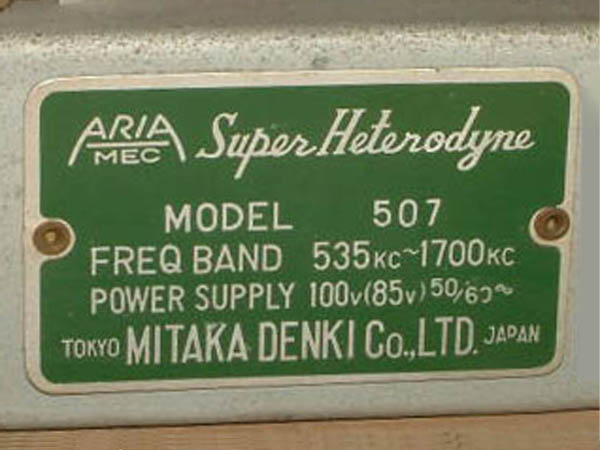 ARIA MEC Super Heterodyne
MODEL 507
FREQ BAND 535KC~1700KC
POWER SUPPLY 100V(85V) 50/60~
TOKYO MITAKA DENKI Co.,LTD. JAPAN